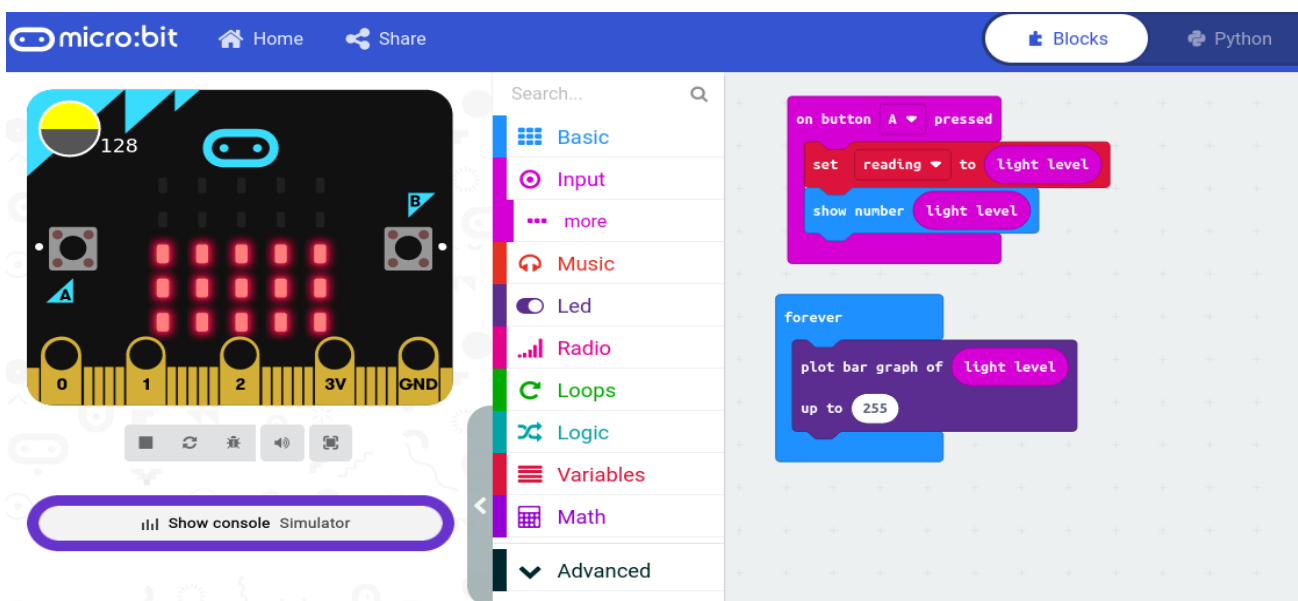 micro:bit Home Share Blocks Python
128
B
A
0 1 2 3V GND
Show console Simulator
Search...
Basic
Input
more
Music
Led
Radio
Loops
Logic
Variables
Math
Advanced
on button A pressed
set reading to light level
show number light level
forever
plot bar graph of light level
up to 255